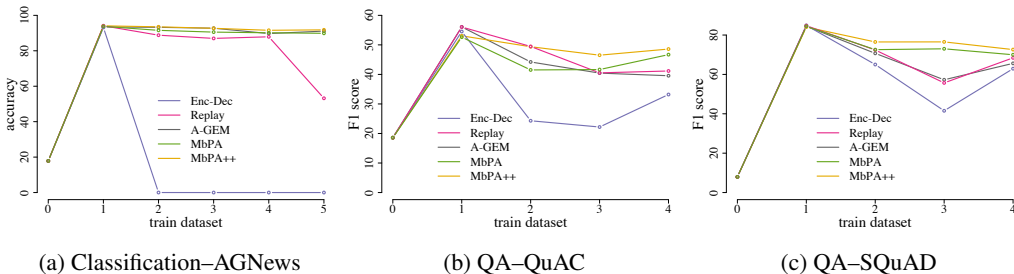 accuracy
100
80
60
40
20
0
Enc-Dec
Replay
A-GEM
MbPA
MbPA++
0 1 2 3 4 5
train dataset
(a) Classification–AGNews
F1 score
60
50
40
30
20
10
0
Enc-Dec
Replay
A-GEM
MbPA
MbPA++
0 1 2 3 4
train dataset
(b) QA–QuAC
F1 score
80
60
40
20
0
Enc-Dec
Replay
A-GEM
MbPA
MbPA++
0 1 2 3 4
train dataset
(c) QA–SQuAD